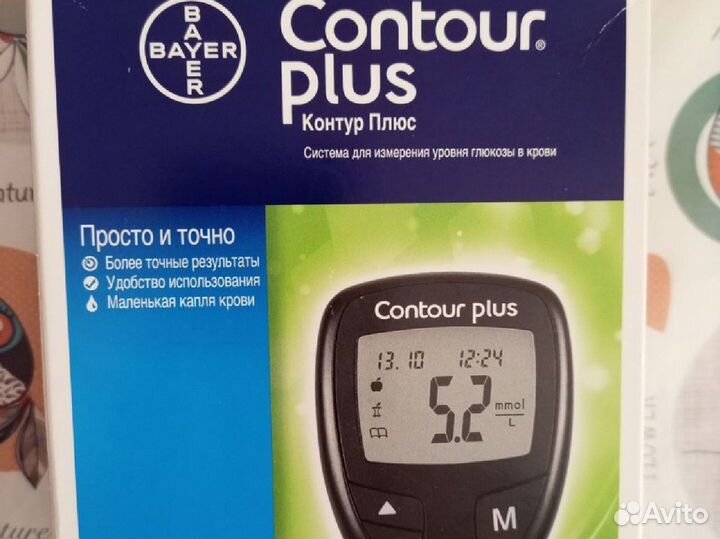 BAYER
BAYER
Contour®
plus
Контур Плюс
Система для измерения уровня глюкозы в крови
Просто и точно
Более точные результаты
Удобство использования
Маленькая капля крови
Contour plus
13.10 12:24
5.2 mmol
L
M
Avito